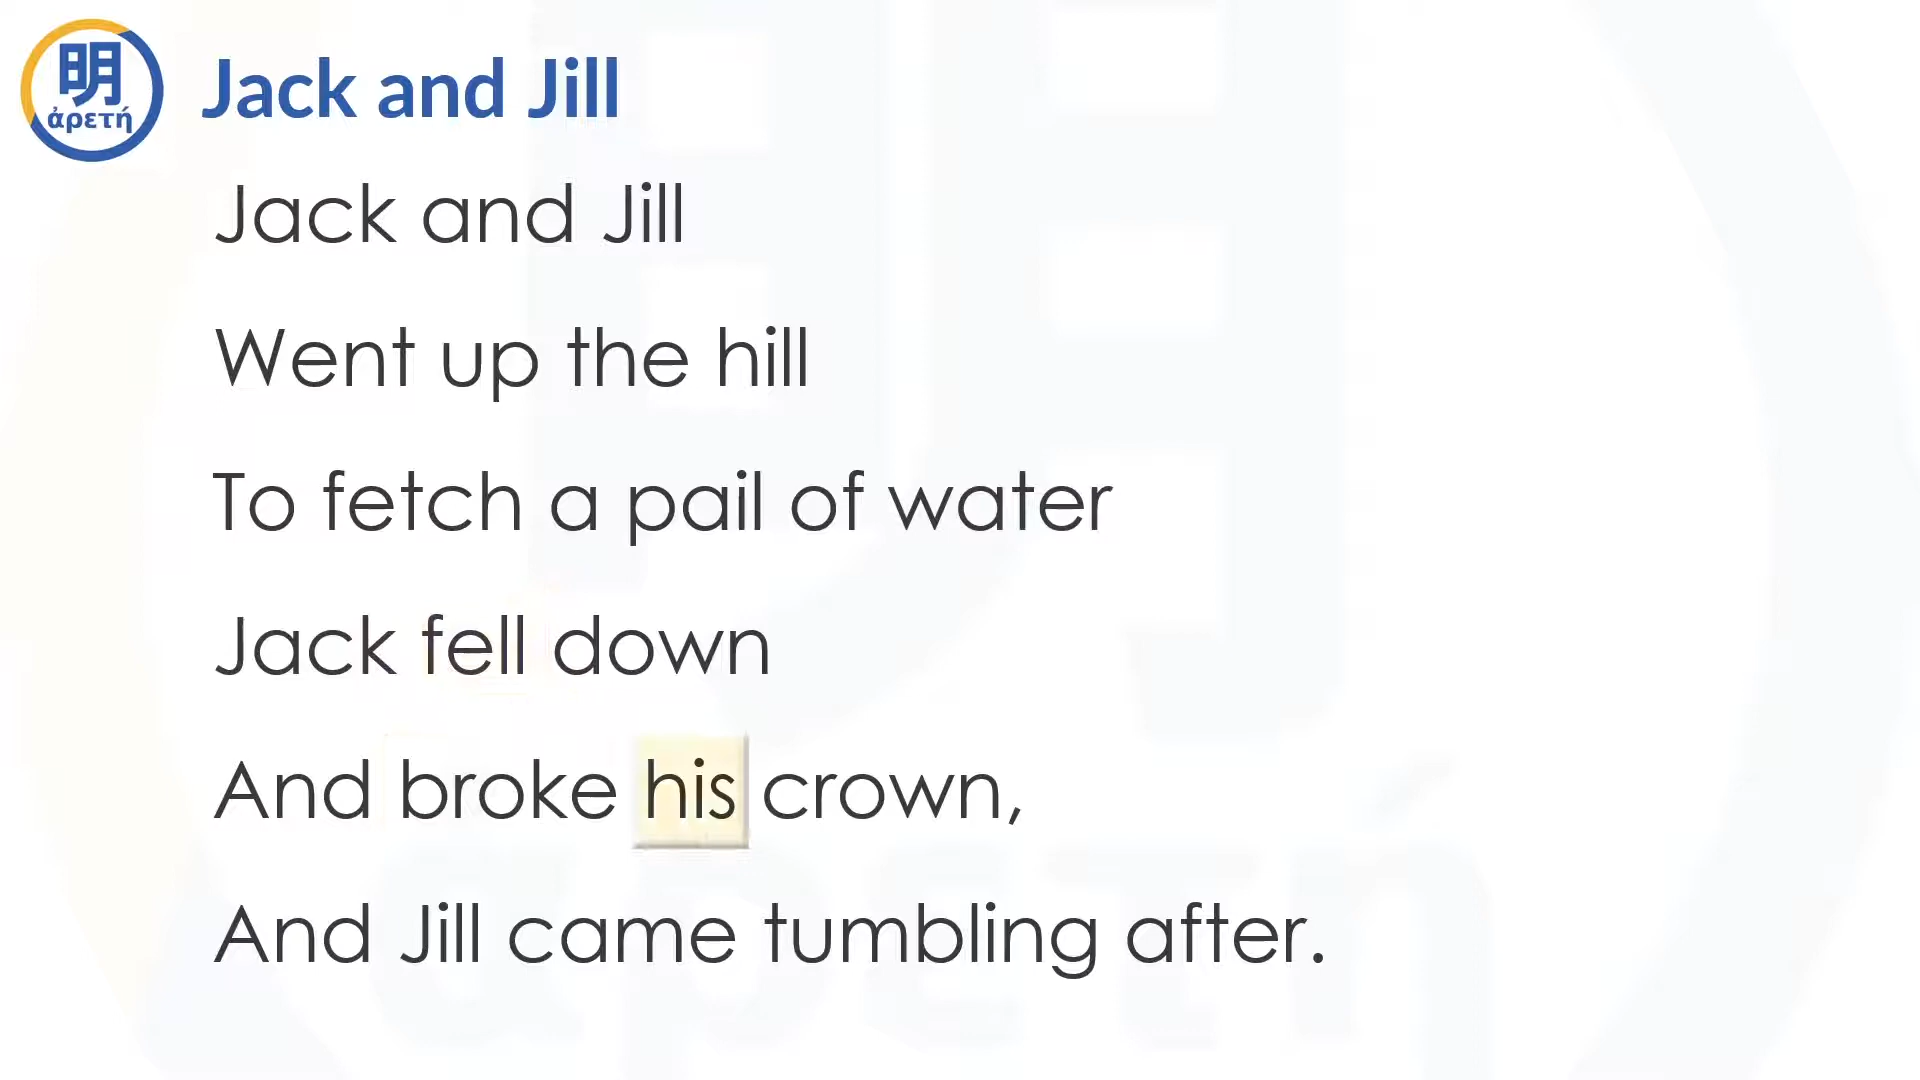 明
ἀρετή
Jack and Jill
Jack and Jill
Went up the hill
To fetch a pail of water
Jack fell down
And broke his crown,
And Jill came tumbling after.